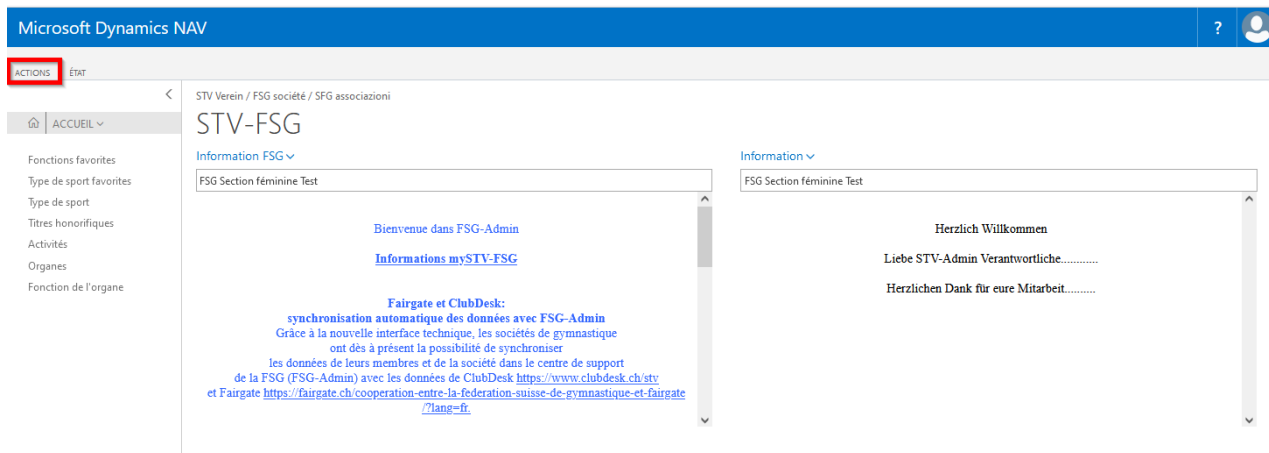 Microsoft Dynamics NAV
?
ACTIONS ÉTAT
STV Verein / FSG société / SFG associazioni
ACCUEIL
STV-FSG
Fonctions favorites
Type de sport favorites
Type de sport
Titres honorifiques
Activités
Organes
Fonction de l'organe
Information FSG
FSG Section féminine Test
Bienvenue dans FSG-Admin
Informations mySTV-FSG
Fairgate et ClubDesk:
synchronisation automatique des données avec FSG-Admin
Grâce à la nouvelle interface technique, les sociétés de gymnastique
ont dès à présent la possibilité de synchroniser
les données de leurs membres et de la société dans le centre de support
de la FSG (FSG-Admin) avec les données de ClubDesk https://www.clubdesk.ch/stv
et Fairgate https://fairgate.ch/cooperation-entre-la-federation-suisse-de-gymnastique-et-fairgate
/?lang=fr.
Information
FSG Section féminine Test
Herzlich Willkommen
Liebe STV-Admin Verantwortliche............
Herzlichen Dank für eure Mitarbeit..........